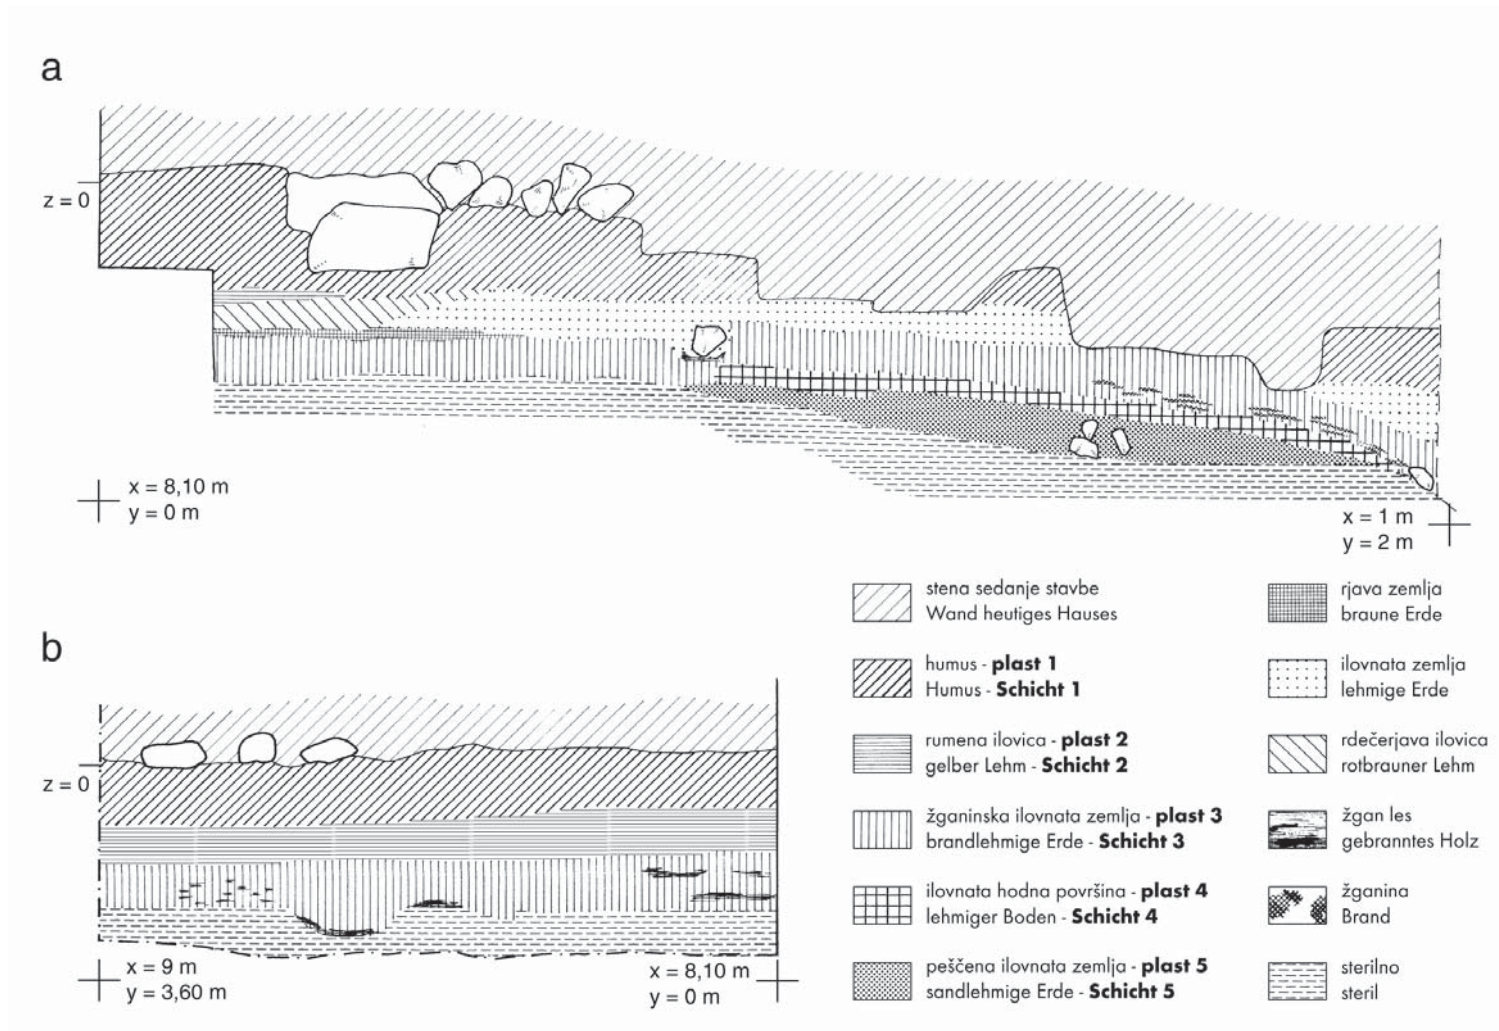 a
z = 0
x = 8,10 m
y = 0 m
x = 1 m
y = 2 m
b
z = 0
x = 9 m
y = 3,60 m
x = 8,10 m
y = 0 m
stena sedanje stavbe
Wand heutiges Hauses
humus - plast 1
Humus - Schicht 1
rumena ilovica - plast 2
gelber Lehm - Schicht 2
žganinska ilovnata zemlja - plast 3
brandlehmige Erde - Schicht 3
ilovnata hodna površina - plast 4
lehmiger Boden - Schicht 4
peščena ilovnata zemlja - plast 5
sandlehmige Erde - Schicht 5
rjava zemlja
braune Erde
ilovnata zemlja
lehmige Erde
rdečerjava ilovica
rotbrauner Lehm
žgan les
gebranntes Holz
žganina
Brand
sterilno
steril